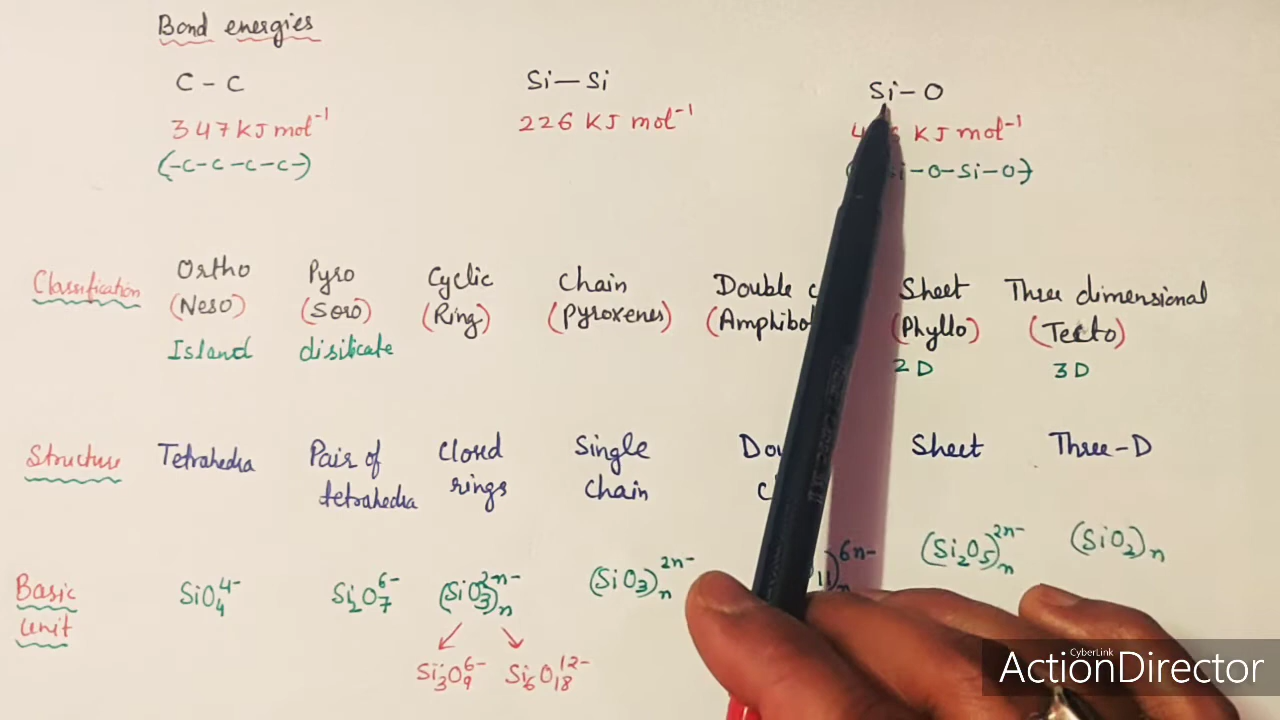 Bond energies
C - C Si — Si Si - O
347 KJ mol⁻¹ 226 KJ mol⁻¹ KJ mol⁻¹
(-C-C-C-C-) -O-Si-O-)
Classification Ortho Pyro Cyclic Chain Double Sheet Three dimensional
(Neso) (Soro) (Ring) (Pyroxenes) (Phyllo) (Tecto)
Island disilicate 2D 3D
Structure Tetrahedra Pair of tetrahedra Closed rings Single chain Sheet Three-D
Basic unit SiO₄⁴⁻ Si₂O₇⁶⁻ (SiO₃)ₙ²ⁿ⁻ (SiO₃)ₙ²ⁿ⁻ 11)ₙ⁶ⁿ⁻ (Si₂O₅)ₙ²ⁿ⁻ (SiO₂)ₙ
Si₃O₉⁶⁻ Si₆O₁₈¹²⁻
CyberLink
ActionDirector